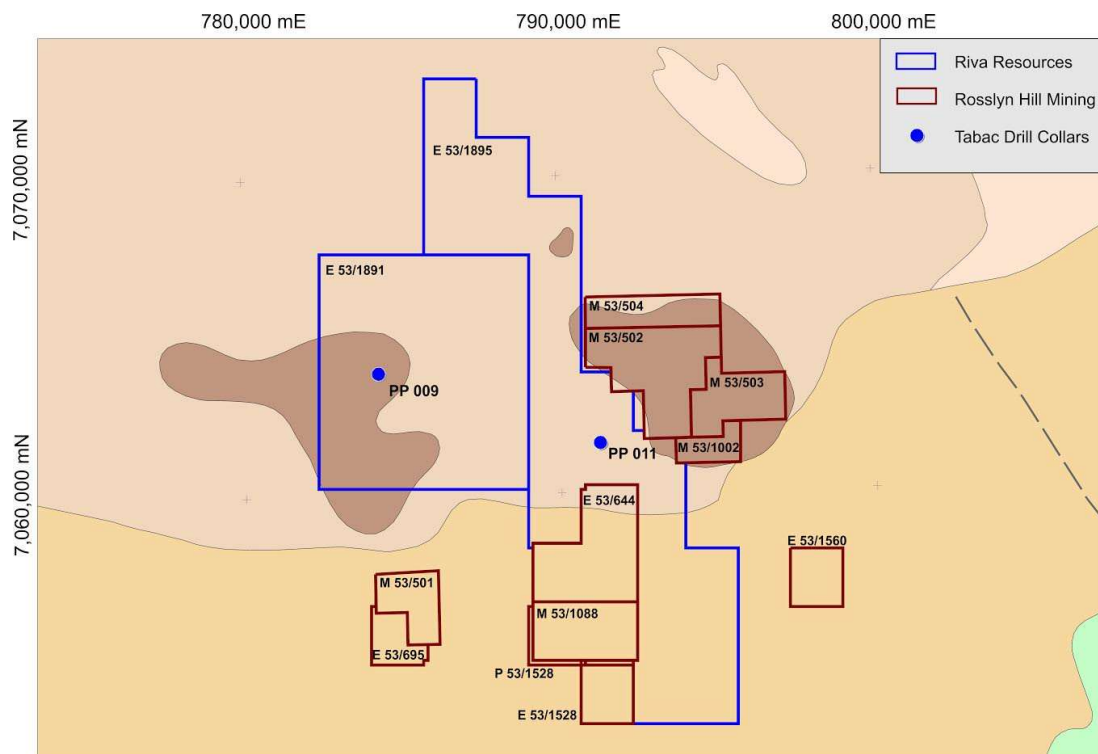 780,000 mE
790,000 mE
800,000 mE
Riva Resources
Rosslyn Hill Mining
Tabac Drill Collars
7,070,000 mN
7,060,000 mN
E 53/1895
E 53/1891
M 53/504
M 53/502
M 53/503
PP 009
PP 011
M 53/1002
E 53/644
E 53/1560
M 53/501
M 53/1088
E 53/695
P 53/1528
E 53/1528